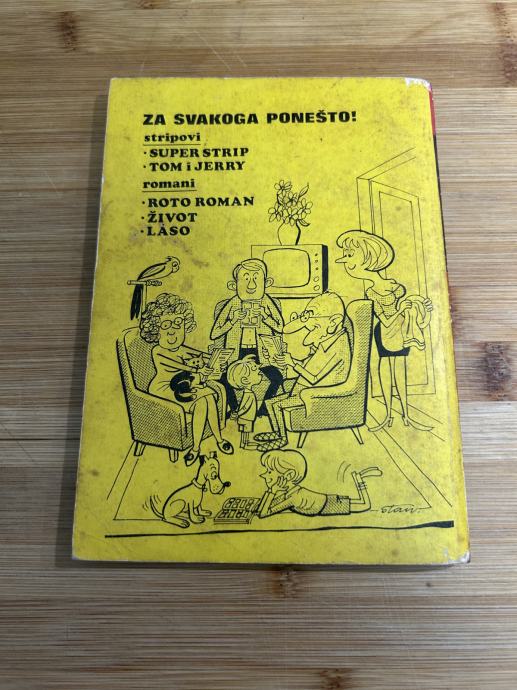 ZA SVAKOGA PONEŠTO!
stripovi
·SUPER STRIP
·TOM i JERRY
romani
·ROTO ROMAN
·ŽIVOT
·LASO